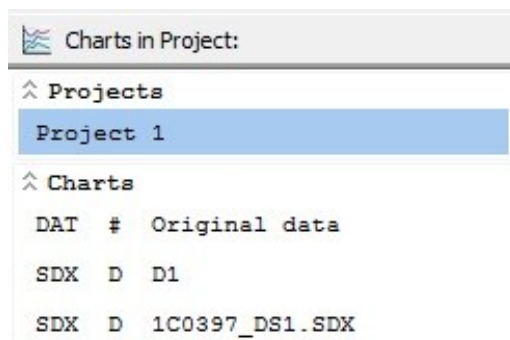 Charts in Project:
Projects
Project 1
Charts
DAT # Original data
SDX D D1
SDX D 1C0397_DS1.SDX